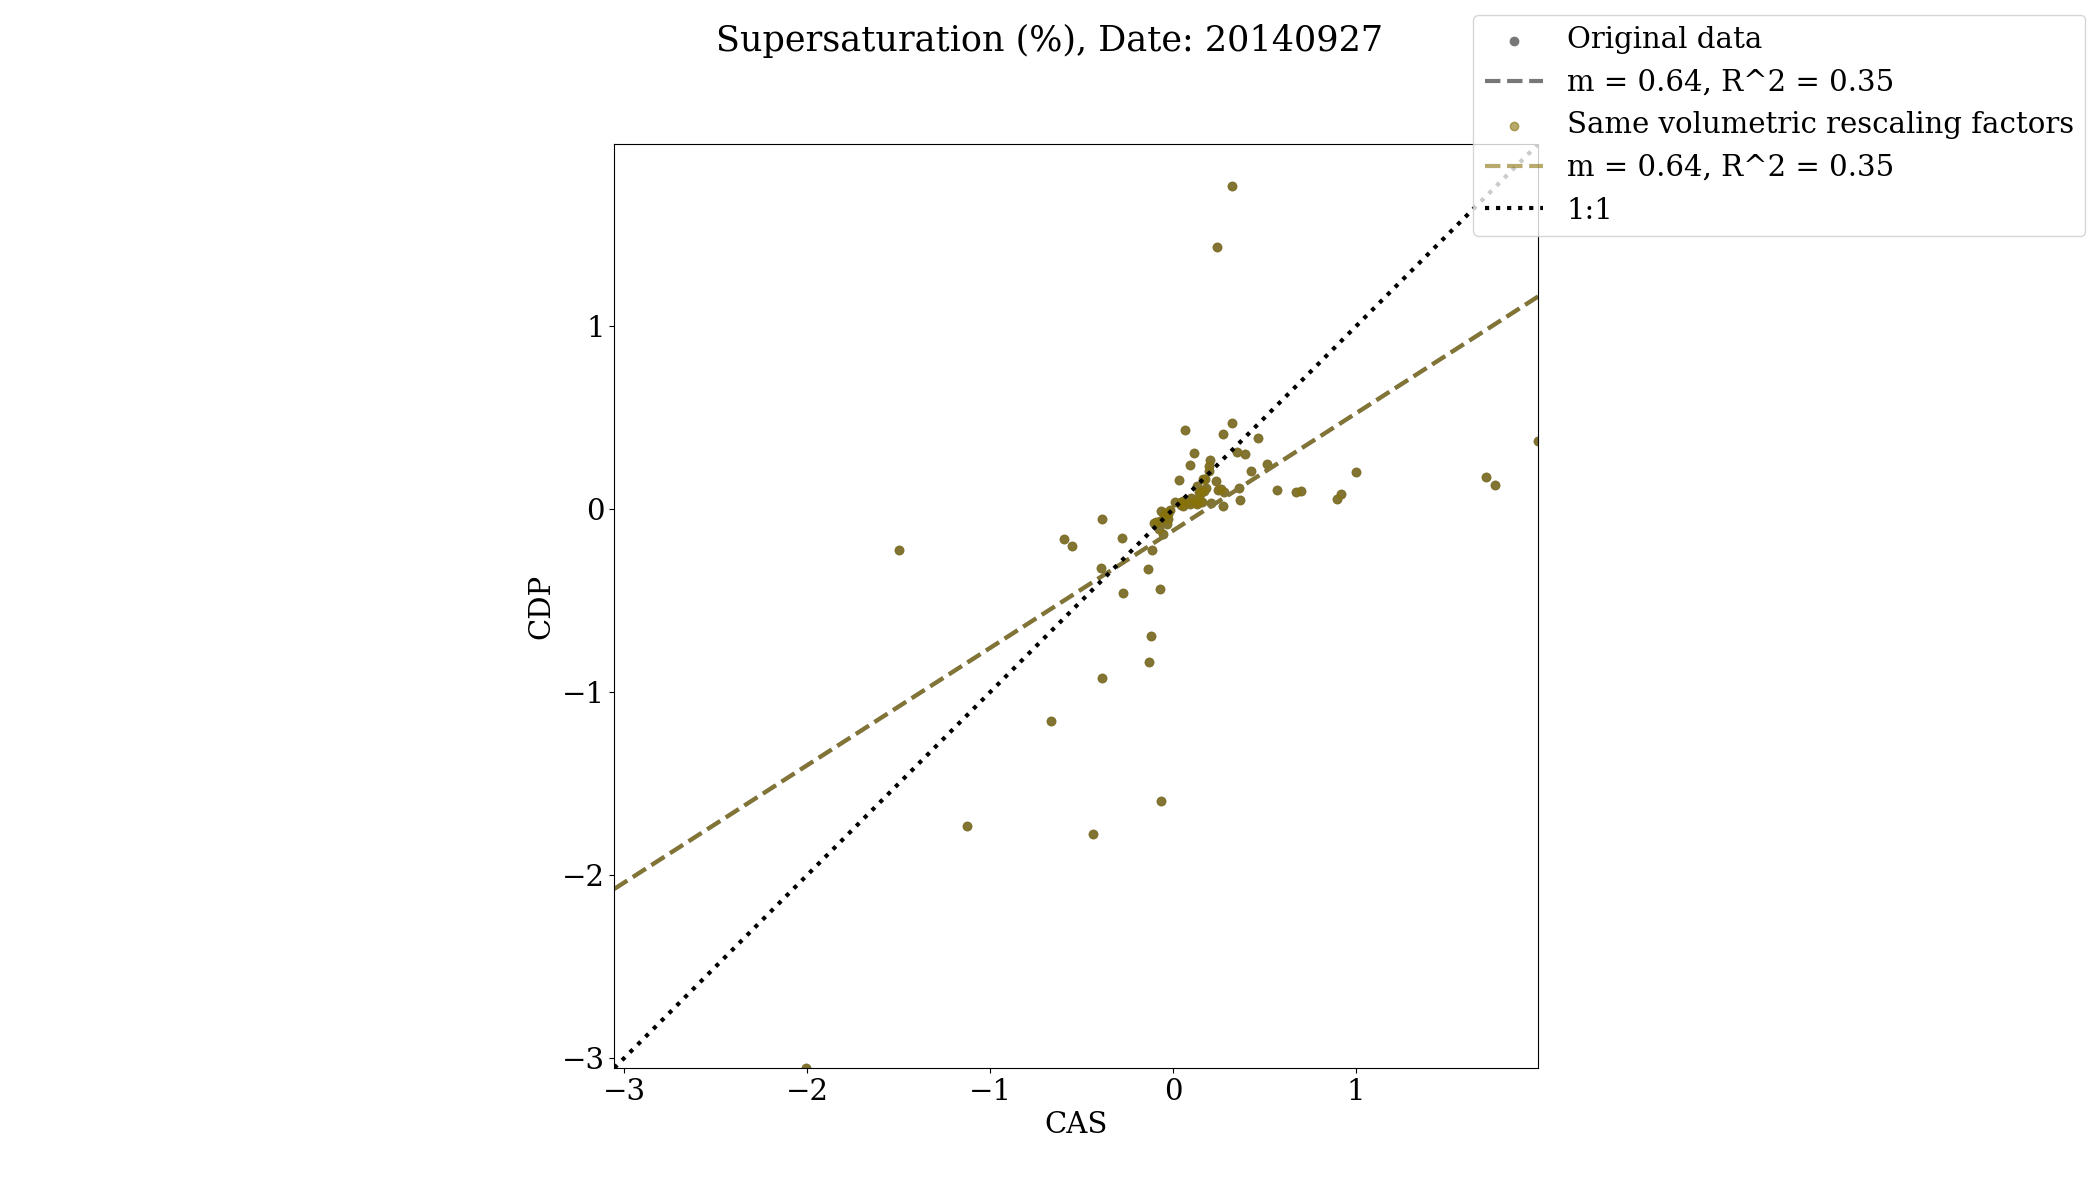 Supersaturation (%), Date: 20140927
Original data
m = 0.64, R^2 = 0.35
Same volumetric rescaling factors
m = 0.64, R^2 = 0.35
1:1
1
0
−1
−2
−3
CDP
−3 −2 −1 0 1
CAS